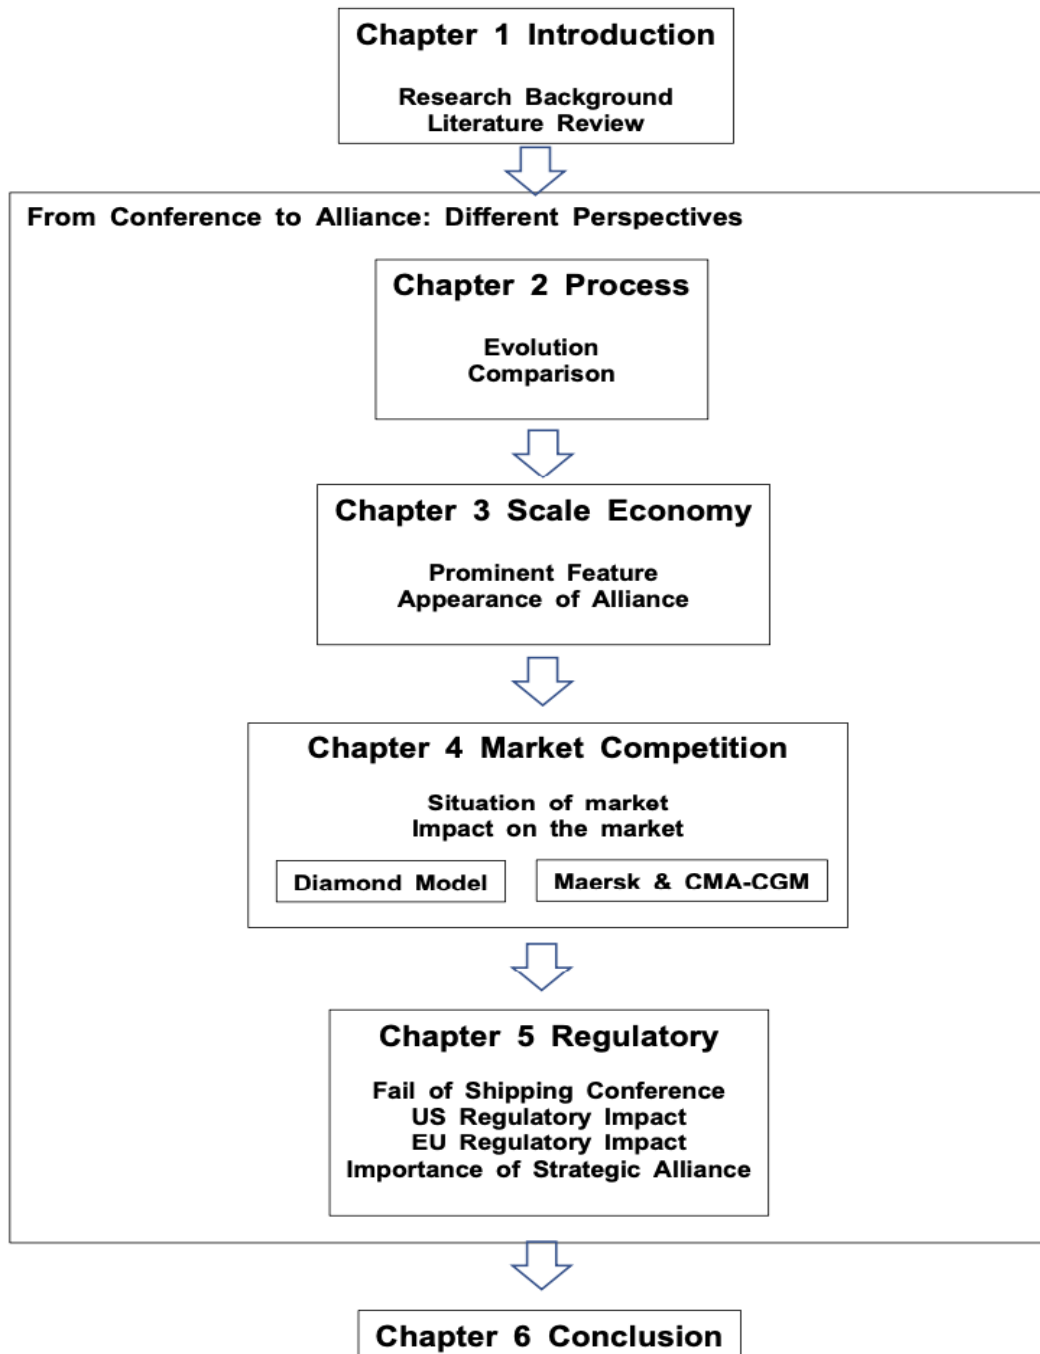 Chapter 1 Introduction
Research Background
Literature Review
From Conference to Alliance: Different Perspectives
Chapter 2 Process
Evolution
Comparison
Chapter 3 Scale Economy
Prominent Feature
Appearance of Alliance
Chapter 4 Market Competition
Situation of market
Impact on the market
Diamond Model
Maersk & CMA-CGM
Chapter 5 Regulatory
Fail of Shipping Conference
US Regulatory Impact
EU Regulatory Impact
Importance of Strategic Alliance
Chapter 6 Conclusion